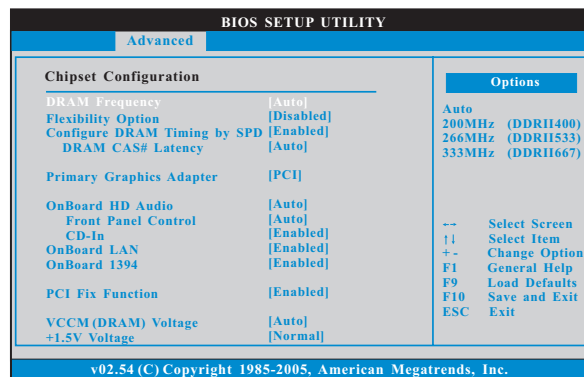 BIOS SETUP UTILITY
Advanced
Chipset Configuration
DRAM Frequency [Auto]
Flexibility Option [Disabled]
Configure DRAM Timing by SPD [Enabled]
DRAM CAS# Latency [Auto]
Primary Graphics Adapter [PCI]
OnBoard HD Audio [Auto]
Front Panel Control [Auto]
CD-In [Enabled]
OnBoard LAN [Enabled]
OnBoard 1394 [Enabled]
PCI Fix Function [Enabled]
VCCM (DRAM) Voltage [Auto]
+1.5V Voltage [Normal]
Options
Auto
200MHz (DDRII400)
266MHz (DDRII533)
333MHz (DDRII667)
←→ Select Screen
↑↓ Select Item
+ - Change Option
F1 General Help
F9 Load Defaults
F10 Save and Exit
ESC Exit
v02.54 (C) Copyright 1985-2005, American Megatrends, Inc.